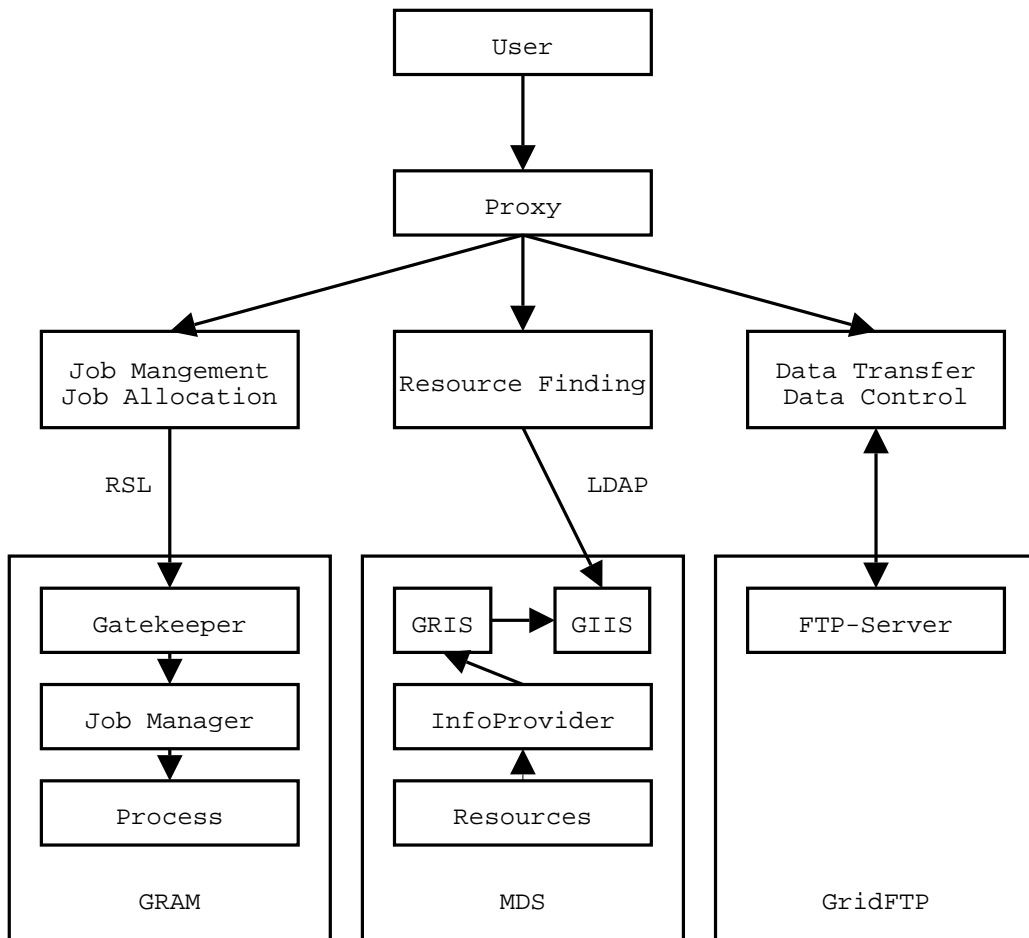 User
Proxy
Job Mangement
Job Allocation
Resource Finding
Data Transfer
Data Control
RSL
LDAP
Gatekeeper
GRIS
GIIS
FTP-Server
Job Manager
InfoProvider
Process
Resources
GRAM
MDS
GridFTP